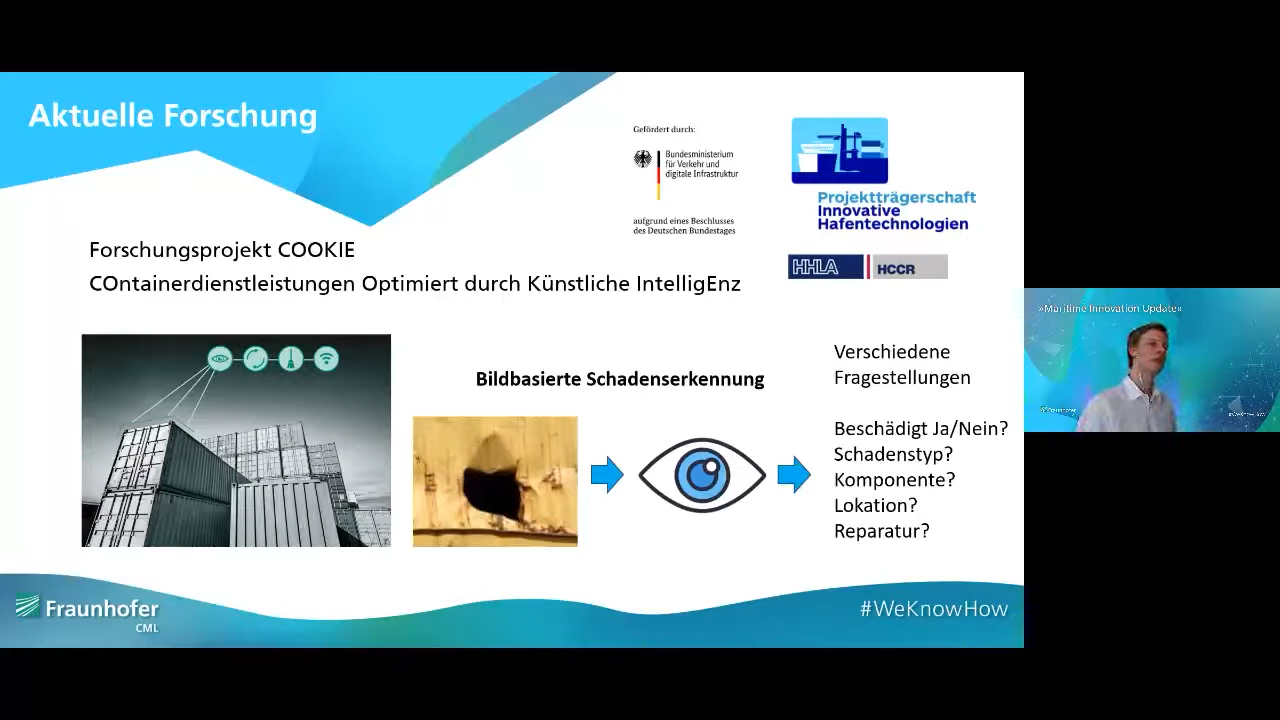 Aktuelle Forschung
Gefördert durch:
Bundesministerium
für Verkehr und
digitale Infrastruktur
aufgrund eines Beschlusses
des Deutschen Bundestages
Projektträgerschaft
Innovative
Hafentechnologien
HHLA HCCR
Forschungsprojekt COOKIE
COntainerdienstleistungen Optimiert durch Künstliche IntelligEnz
Bildbasierte Schadenserkennung
Verschiedene
Fragestellungen
Beschädigt Ja/Nein?
Schadenstyp?
Komponente?
Lokation?
Reparatur?
Fraunhofer
CML
#WeKnowHow
»Maritime Innovation Update«
Fraunhofer
#WeKnowHow